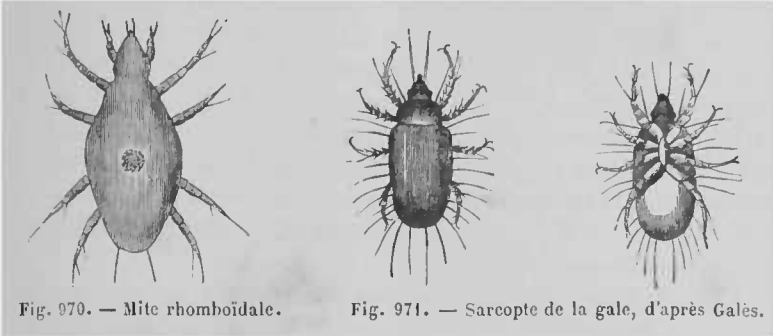 Fig. 970. — Mite rhomboïdale.
Fig. 971. — Sarcopte de la gale, d'après Galès.